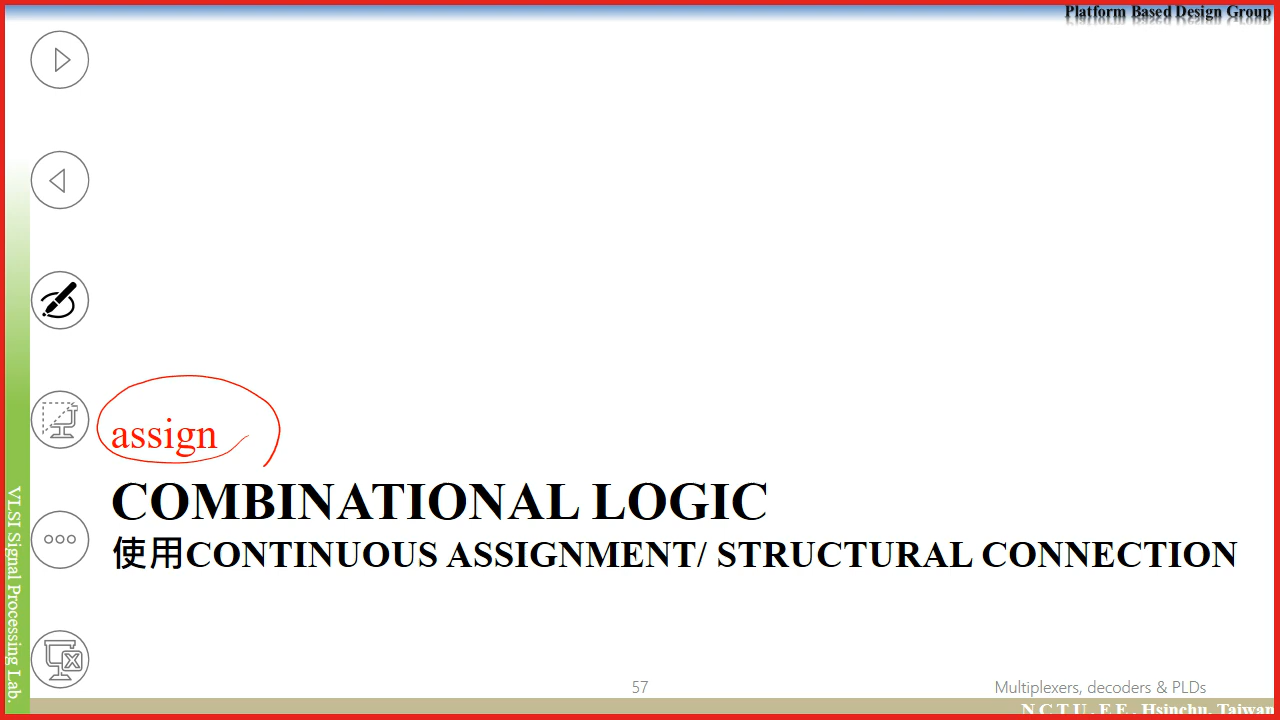 Platform Based Design Group
assign
COMBINATIONAL LOGIC
使用CONTINUOUS ASSIGNMENT/ STRUCTURAL CONNECTION
VLSI Signal Processing Lab.
57
Multiplexers, decoders & PLDs
N C T U . E E , Hsinchu, Taiwan